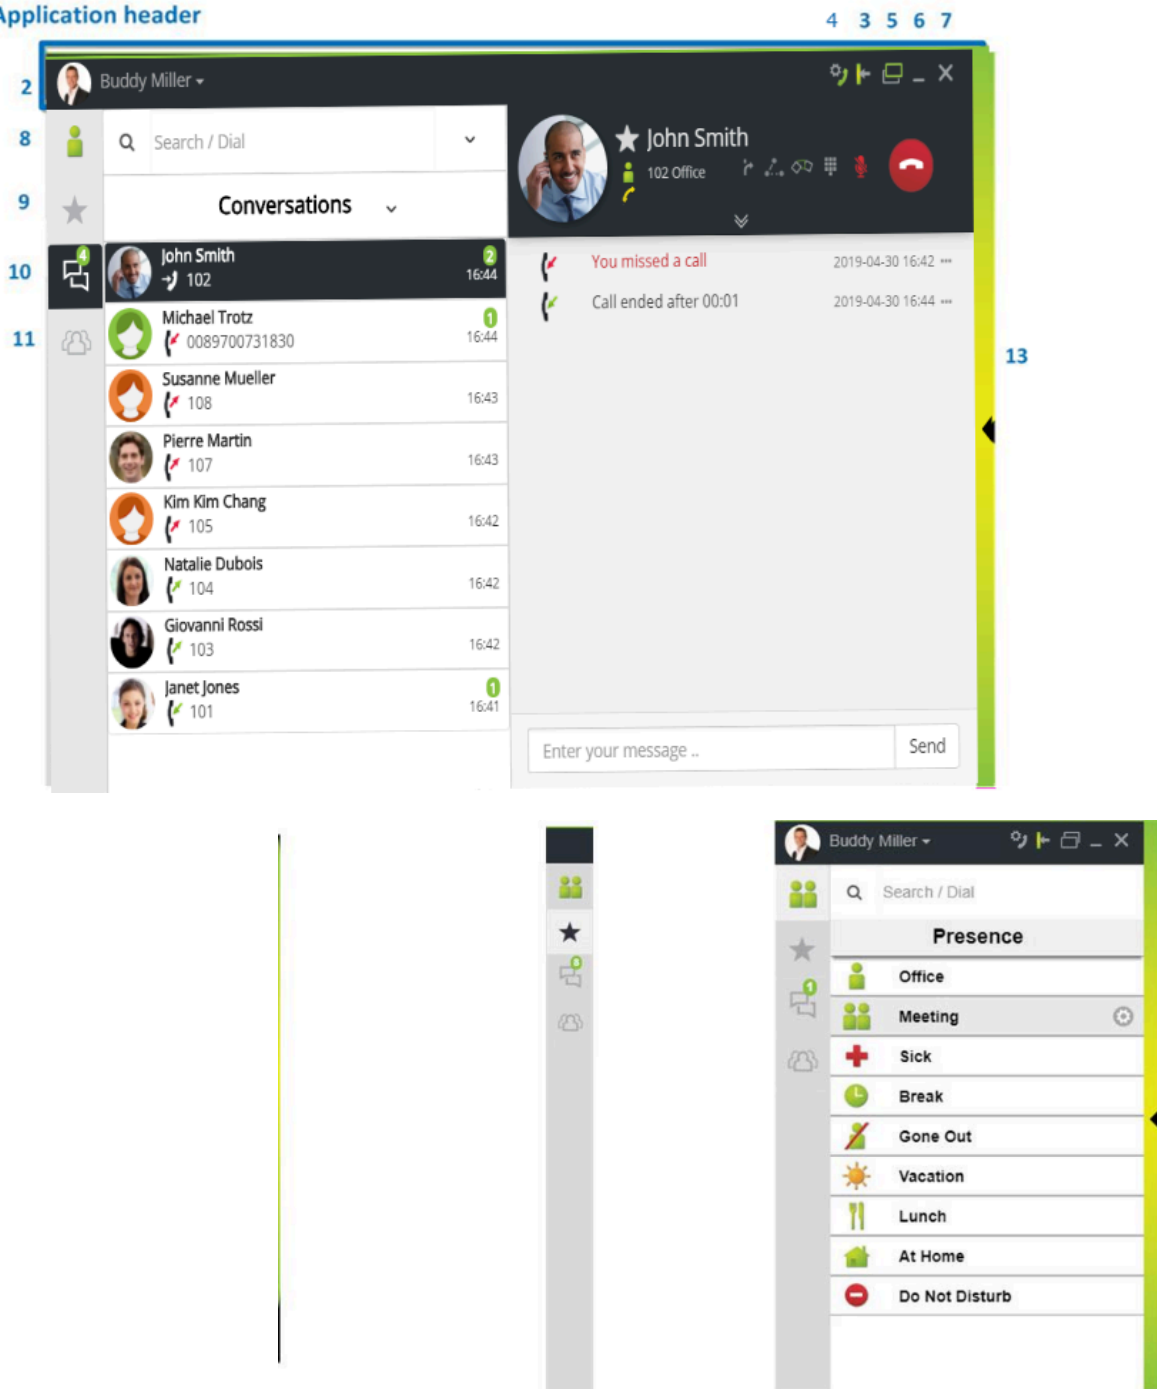 Application header
4 3 5 6 7
2
Buddy Miller
8
Search / Dial
John Smith
102 Office
9
Conversations
10
4
John Smith
2
102
16:44
You missed a call
2019-04-30 16:42 ···
Call ended after 00:01
2019-04-30 16:44 ···
11
Michael Trotz
1
0089700731830
16:44
13
Susanne Mueller
108
16:43
Pierre Martin
107
16:43
Kim Kim Chang
105
16:42
Natalie Dubois
104
16:42
Giovanni Rossi
103
16:42
Janet Jones
1
101
16:41
Enter your message ..
Send
Buddy Miller
Search / Dial
Presence
Office
1
Meeting
Sick
Break
Gone Out
Vacation
Lunch
At Home
Do Not Disturb